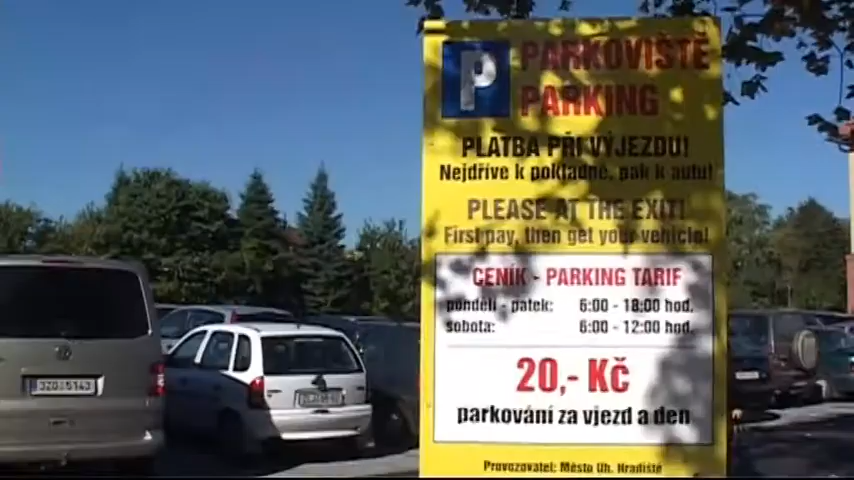 P PARKOVIŠTĚ
PARKING
PLATBA PŘI VÝJEZDU!
Nejdříve k pokladně, pak k autu!
PLEASE AT THE EXIT!
First pay, then get your vehicle!
CENÍK - PARKING TARIF
pondělí - pátek: 6:00 - 18:00 hod.
sobota: 6:00 - 12:00 hod.
20,- Kč
parkování za vjezd a den
Provozovatel: Město Uh. Hradiště
3Z0 5143